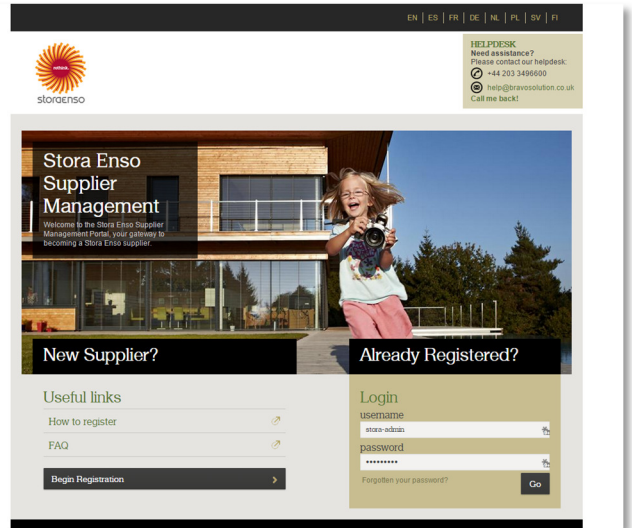 EN | ES | FR | DE | NL | PL | SV | FI
HELPDESK
Need assistance?
Please contact our helpdesk:
+44 203 3496600
help@bravosolution.co.uk
Call me back!
storaenso
Stora Enso
Supplier
Management
Welcome to the Stora Enso Supplier
Management Portal, your gateway to
becoming a Stora Enso supplier.
New Supplier?
Already Registered?
Useful links
How to register
FAQ
Begin Registration
Login
username
stora-admin
password
•••••••••
Forgotten your password?
Go